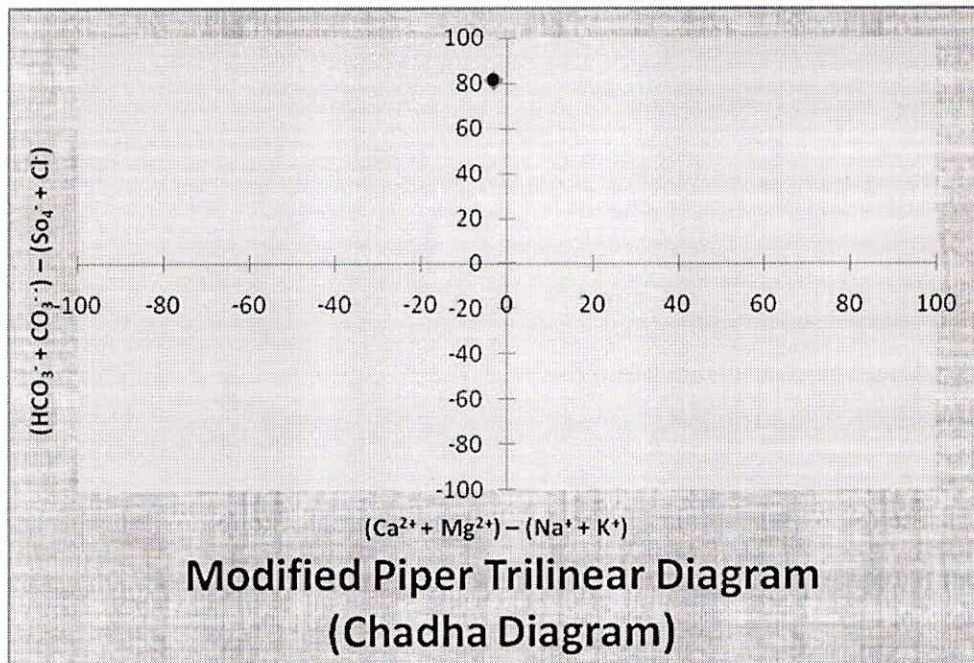 100
80
60
40
20
0
-100 -80 -60 -40 -20 0 20 40 60 80 100
-20
-40
-60
-80
-100
(HCO₃⁻ + CO₃⁻⁻) – (So₄⁻ + Cl⁻)
(Ca²⁺ + Mg²⁺) – (Na⁺ + K⁺)
Modified Piper Trilinear Diagram
(Chadha Diagram)